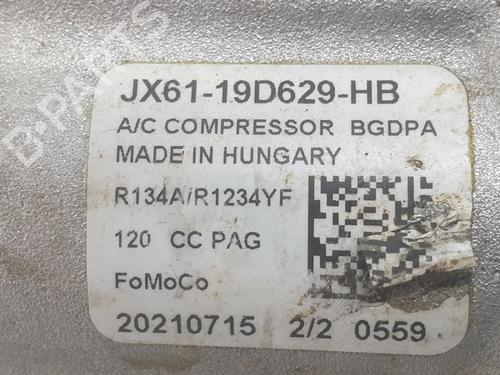 B-PARTS
JX61-19D629-HB
A/C COMPRESSOR BGDPA
MADE IN HUNGARY
R134A/R1234YF
120 CC PAG
FoMoCo
20210715 2/2 0559